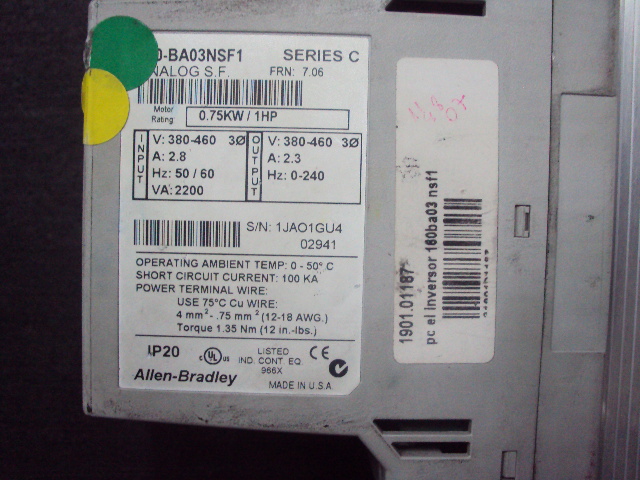 0-BA03NSF1 SERIES C
NALOG S.F. FRN: 7.06
Motor Rating 0.75KW / 1HP
INPUT
V: 380-460 3Ø
A: 2.8
Hz: 50 / 60
VA: 2200
OUTPUT
V: 380-460 3Ø
A: 2.3
Hz: 0-240
S/N: 1JAO1GU4
02941
OPERATING AMBIENT TEMP: 0 - 50° C
SHORT CIRCUIT CURRENT: 100 KA
POWER TERMINAL WIRE:
USE 75°C Cu WIRE:
4 mm² - .75 mm² (12-18 AWG.)
Torque 1.35 Nm (12 in.-lbs.)
IP20 C UL US LISTED IND. CONT. EQ. 966X CE
Allen-Bradley MADE IN U.S.A.
1901.01187
pc el inversor 160ba03 nsf1